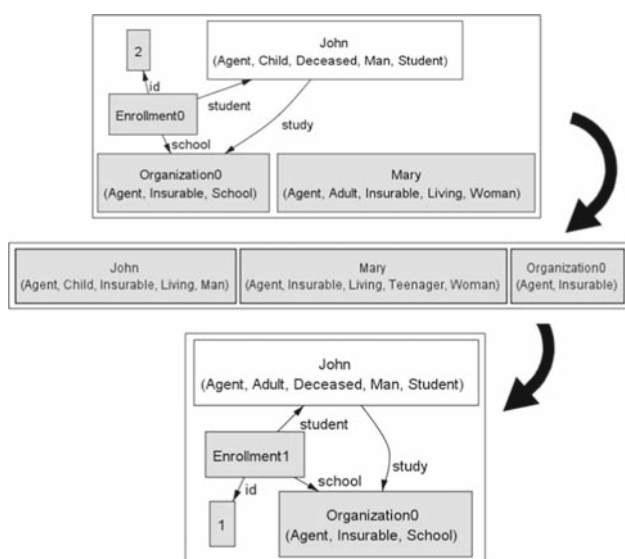 John
(Agent, Child, Deceased, Man, Student)
2
id
Enrollment0
student
study
school
Organization0
(Agent, Insurable, School)
Mary
(Agent, Adult, Insurable, Living, Woman)
John
(Agent, Child, Insurable, Living, Man)
Mary
(Agent, Insurable, Living, Teenager, Woman)
Organization0
(Agent, Insurable)
John
(Agent, Adult, Deceased, Man, Student)
student
Enrollment1
study
school
id
1
Organization0
(Agent, Insurable, School)